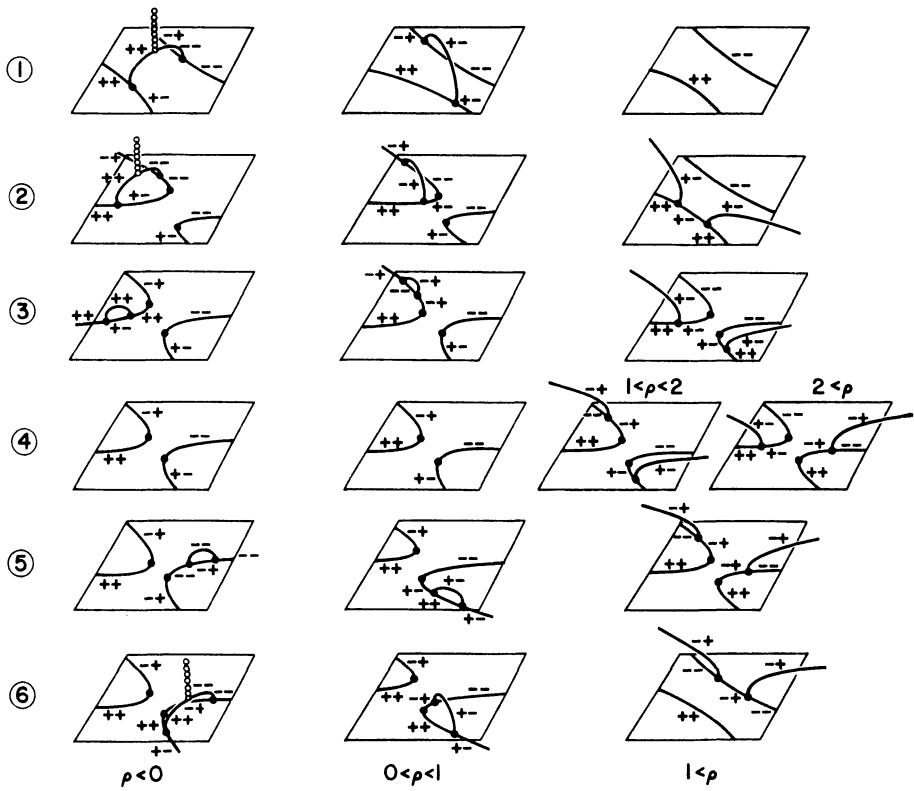 ① ++ ++ +- -- -+ ++ +- +- ++ --
② -+ ++ ++ +- -- -- -+ -+ ++ +- -- +- ++ +- ++ --
③ ++ ++ +- ++ -+ +- -- -+ -- -+ ++ +- -- +- ++ +- -- ++
1<ρ<2 2<ρ
④ -+ ++ +- -- -+ ++ +- -- -+ -- ++ +- -- ++ +- -+ -+ --
⑤ -+ ++ -- -+ -- -- -+ ++ +- ++ -- +- +- -+ -- ++ -+ -- ++
⑥ -+ ++ ++ ++ -- -- +- -+ ++ +- -- +- +- ++ -+ -- -+ --
ρ<0 0<ρ<1 1<ρ